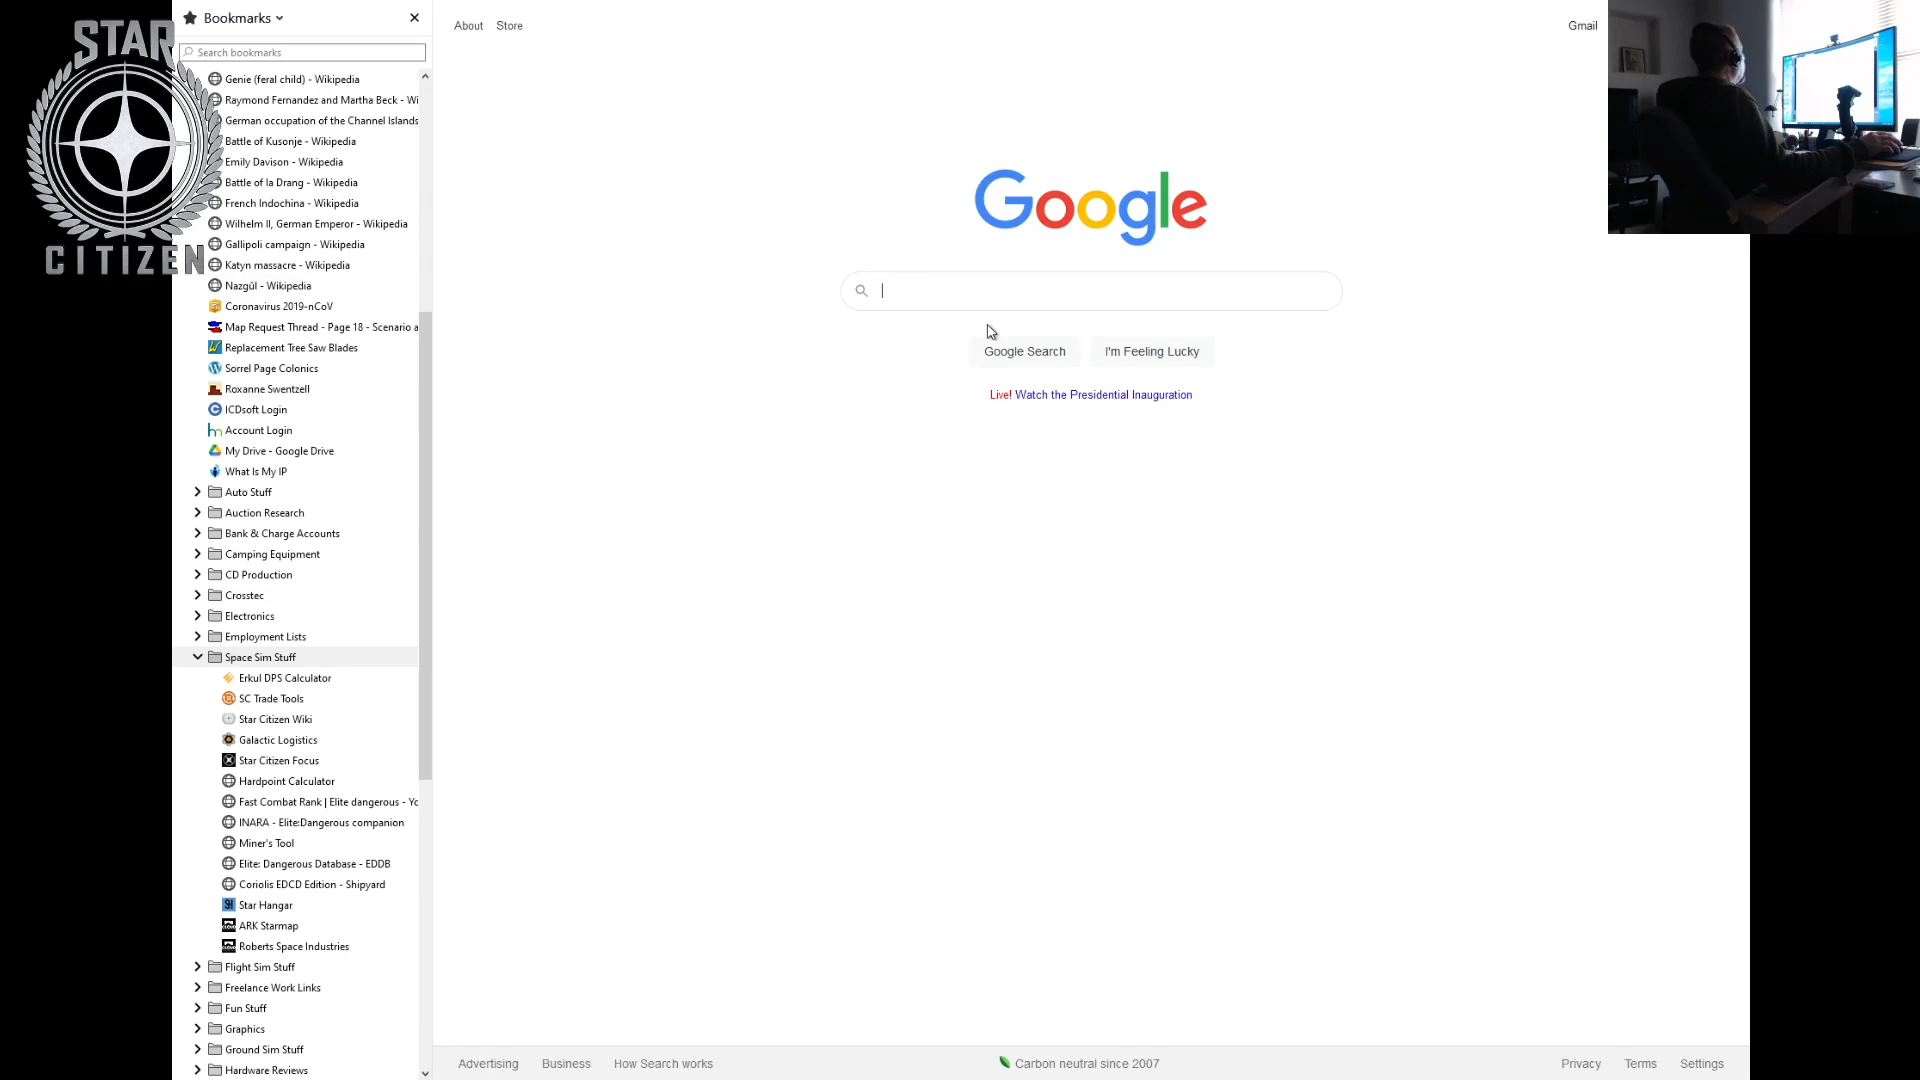 STAR
CITIZEN
Bookmarks
Search bookmarks
Genie (feral child) - Wikipedia
Raymond Fernandez and Martha Beck - Wi
German occupation of the Channel Islands
Battle of Kusonje - Wikipedia
Emily Davison - Wikipedia
Battle of Ia Drang - Wikipedia
French Indochina - Wikipedia
Wilhelm II, German Emperor - Wikipedia
Gallipoli campaign - Wikipedia
Katyn massacre - Wikipedia
Nazgûl - Wikipedia
Coronavirus 2019-nCoV
Map Request Thread - Page 18 - Scenario a
Replacement Tree Saw Blades
Sorrel Page Colonics
Roxanne Swentzell
ICDsoft Login
Account Login
My Drive - Google Drive
What Is My IP
Auto Stuff
Auction Research
Bank & Charge Accounts
Camping Equipment
CD Production
Crosstec
Electronics
Employment Lists
Space Sim Stuff
Erkul DPS Calculator
SC Trade Tools
Star Citizen Wiki
Galactic Logistics
Star Citizen Focus
Hardpoint Calculator
Fast Combat Rank | Elite dangerous - Yo
INARA - Elite:Dangerous companion
Miner's Tool
Elite: Dangerous Database - EDDB
Coriolis EDCD Edition - Shipyard
Star Hangar
ARK Starmap
Roberts Space Industries
Flight Sim Stuff
Freelance Work Links
Fun Stuff
Graphics
Ground Sim Stuff
Hardware Reviews
About Store
Gmail
Google
Google Search I'm Feeling Lucky
Live! Watch the Presidential Inauguration
Advertising Business How Search works Carbon neutral since 2007 Privacy Terms Settings